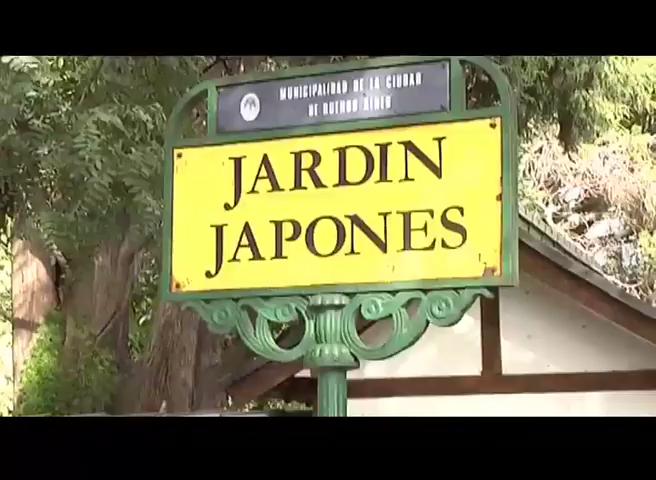 MUNICIPALIDAD DE LA CIUDAD
DE BUENOS AIRES
JARDIN
JAPONES